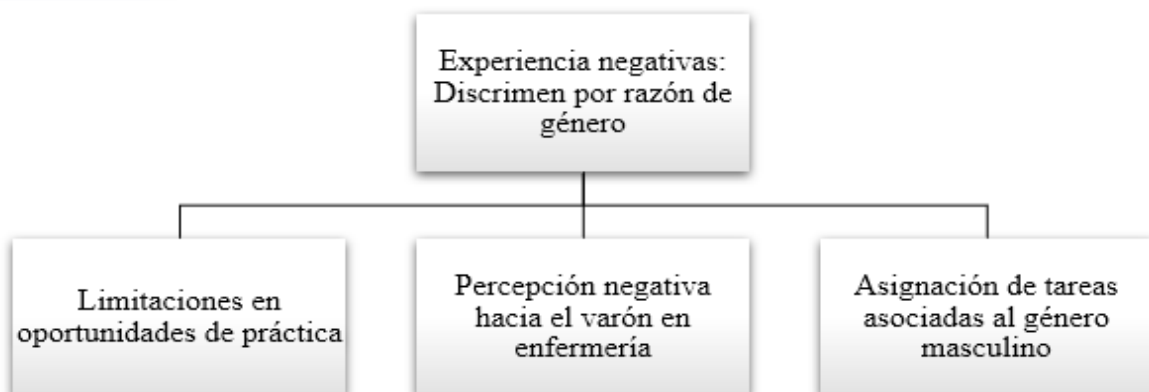 Experiencia negativas:
Discrimen por razón de
género
Limitaciones en
oportunidades de práctica
Percepción negativa
hacia el varón en
enfermería
Asignación de tareas
asociadas al género
masculino